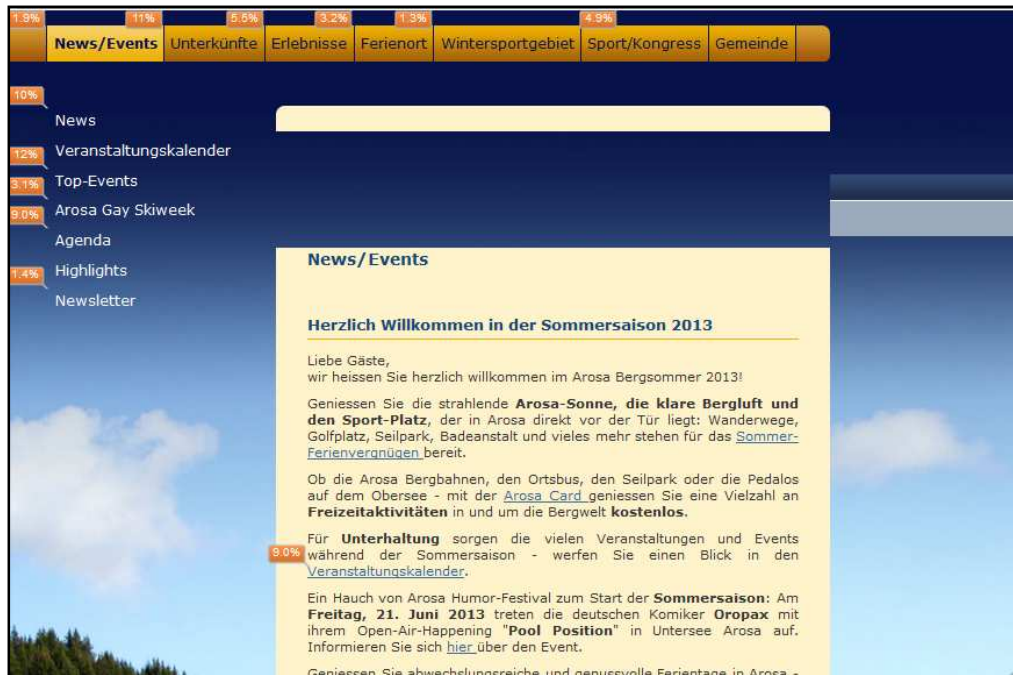 1.9% 11% 5.5% 3.2% 1.3% 4.9%
News/Events Unterkünfte Erlebnisse Ferienort Wintersportgebiet Sport/Kongress Gemeinde
10%
News
12% Veranstaltungskalender
3.1% Top-Events
9.0% Arosa Gay Skiweek
Agenda
1.4% Highlights
Newsletter
News/Events
Herzlich Willkommen in der Sommersaison 2013
Liebe Gäste,
wir heissen Sie herzlich willkommen im Arosa Bergsommer 2013!
Geniessen Sie die strahlende Arosa-Sonne, die klare Bergluft und
den Sport-Platz, der in Arosa direkt vor der Tür liegt: Wanderwege,
Golfplatz, Seilpark, Badeanstalt und vieles mehr stehen für das Sommer-
Ferienvergnügen bereit.
Ob die Arosa Bergbahnen, den Ortsbus, den Seilpark oder die Pedalos
auf dem Obersee - mit der Arosa Card geniessen Sie eine Vielzahl an
Freizeitaktivitäten in und um die Bergwelt kostenlos.
Für Unterhaltung sorgen die vielen Veranstaltungen und Events
9.0% während der Sommersaison - werfen Sie einen Blick in den
Veranstaltungskalender.
Ein Hauch von Arosa Humor-Festival zum Start der Sommersaison: Am
Freitag, 21. Juni 2013 treten die deutschen Komiker Oropax mit
ihrem Open-Air-Happening "Pool Position" in Untersee Arosa auf.
Informieren Sie sich hier über den Event.
Geniessen Sie abwechslungsreiche und genussvolle Ferientage in Arosa -